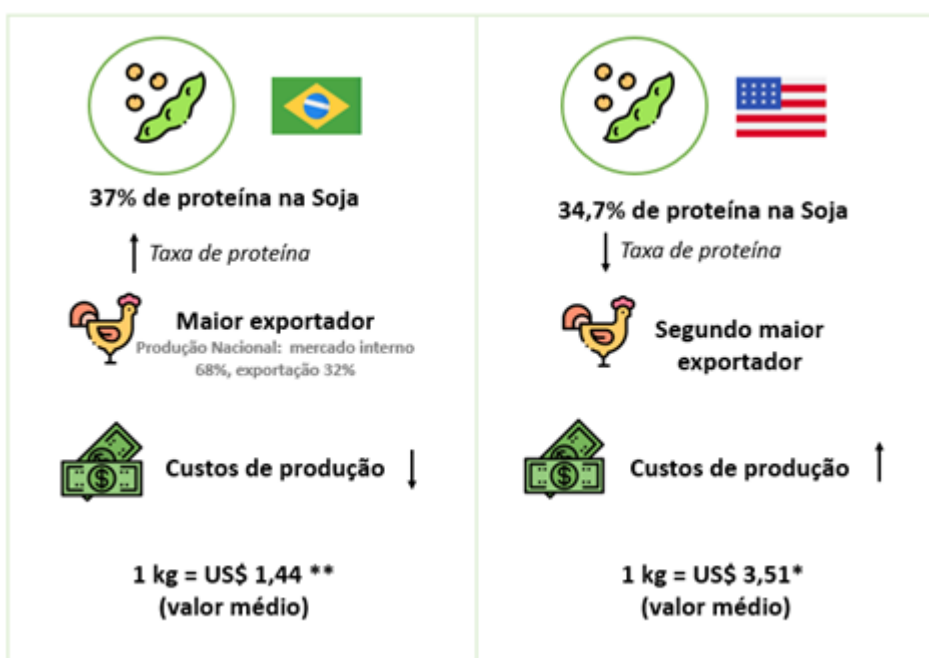 37% de proteína na Soja
Taxa de proteína
Maior exportador
Produção Nacional: mercado interno
68%, exportação 32%
Custos de produção
1 kg = US$ 1,44 **
(valor médio)
34,7% de proteína na Soja
Taxa de proteína
Segundo maior
exportador
Custos de produção
1 kg = US$ 3,51*
(valor médio)